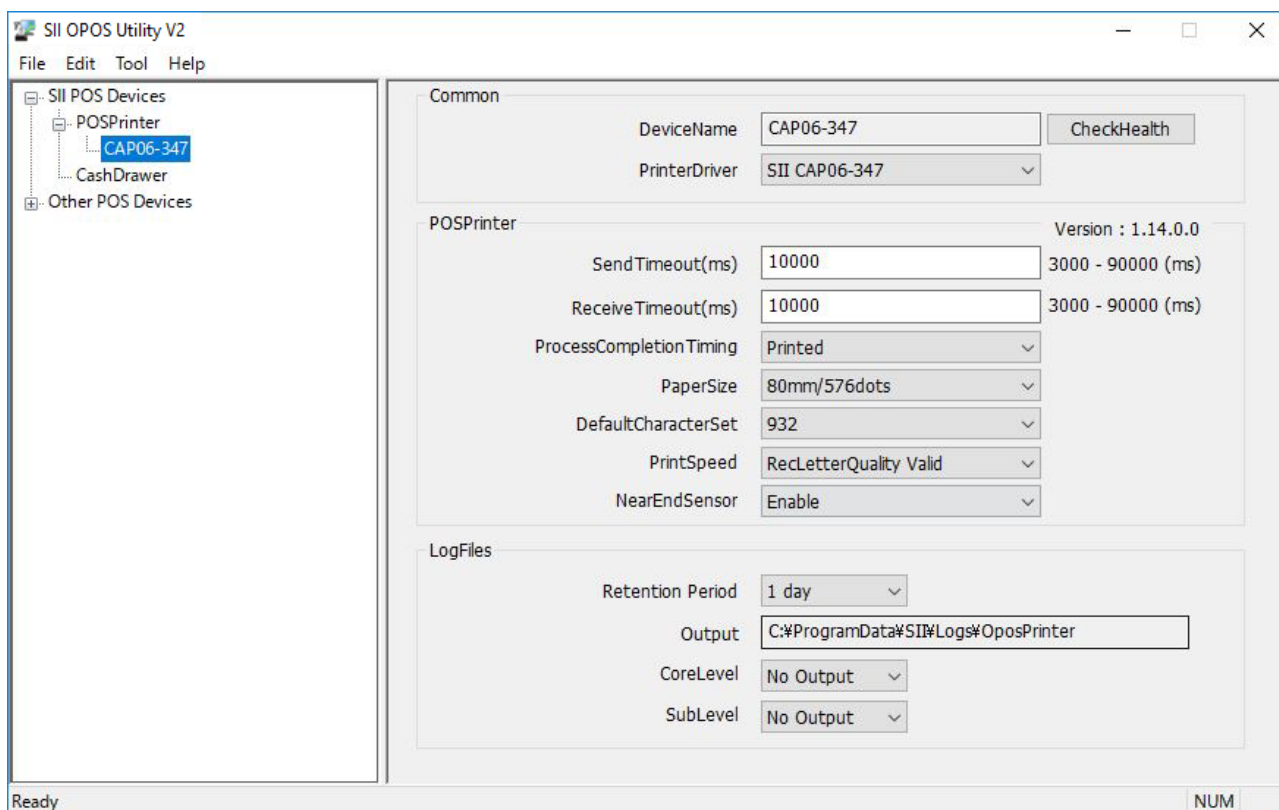 SII OPOS Utility V2
File Edit Tool Help
SII POS Devices
POSPrinter
CAP06-347
CashDrawer
Other POS Devices
Common
DeviceName CAP06-347 CheckHealth
PrinterDriver SII CAP06-347
POSPrinter
Version : 1.14.0.0
SendTimeout(ms) 10000 3000 - 90000 (ms)
ReceiveTimeout(ms) 10000 3000 - 90000 (ms)
ProcessCompletionTiming Printed
PaperSize 80mm/576dots
DefaultCharacterSet 932
PrintSpeed RecLetterQuality Valid
NearEndSensor Enable
LogFiles
Retention Period 1 day
Output C:¥ProgramData¥SII¥Logs¥OposPrinter
CoreLevel No Output
SubLevel No Output
Ready NUM